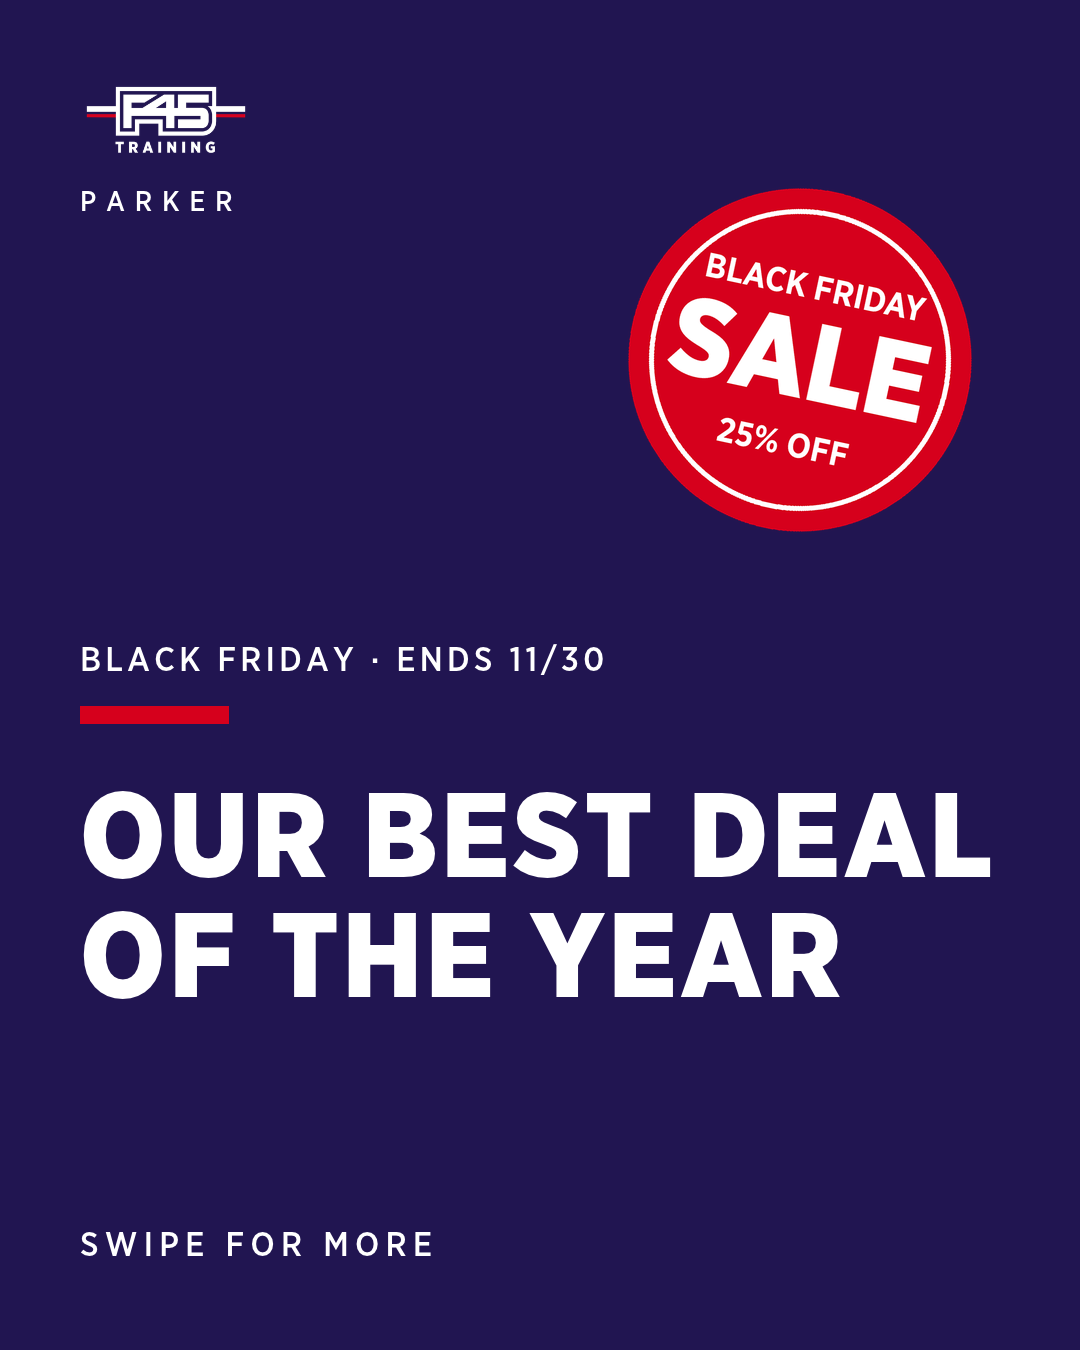 F45
TRAINING
PARKER
BLACK FRIDAY
SALE
25% OFF
BLACK FRIDAY · ENDS 11/30
OUR BEST DEAL
OF THE YEAR
SWIPE FOR MORE